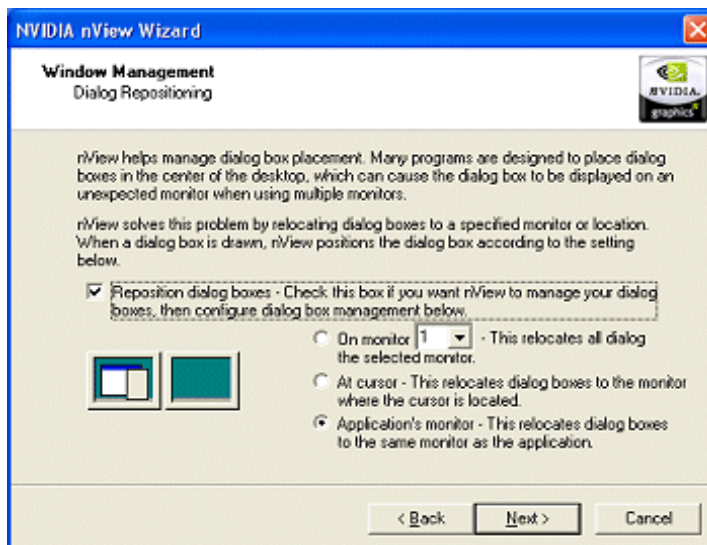 NVIDIA nView Wizard
Window Management
Dialog Repositioning
NVIDIA.
graphics
nView helps manage dialog box placement. Many programs are designed to place dialog
boxes in the center of the desktop, which can cause the dialog box to be displayed on an
unexpected monitor when using multiple monitors.
nView solves this problem by relocating dialog boxes to a specified monitor or location.
When a dialog box is drawn, nView positions the dialog box according to the setting
below.
Reposition dialog boxes - Check this box if you want nView to manage your dialog
boxes, then configure dialog box management below.
On monitor 1 - This relocates all dialog
the selected monitor.
At cursor - This relocates dialog boxes to the monitor
where the cursor is located.
Application's monitor - This relocates dialog boxes
to the same monitor as the application.
< Back Next > Cancel